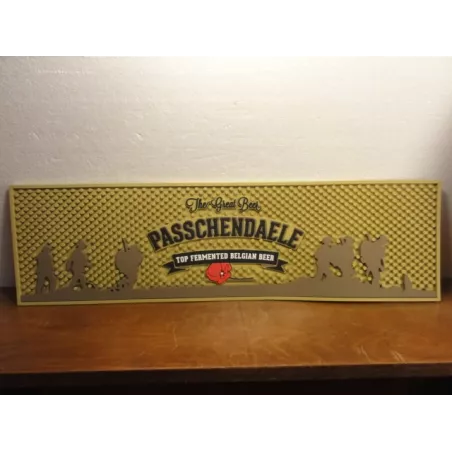 The Great Beer
PASSCHENDAELE
TOP FERMENTED BELGIAN BEER